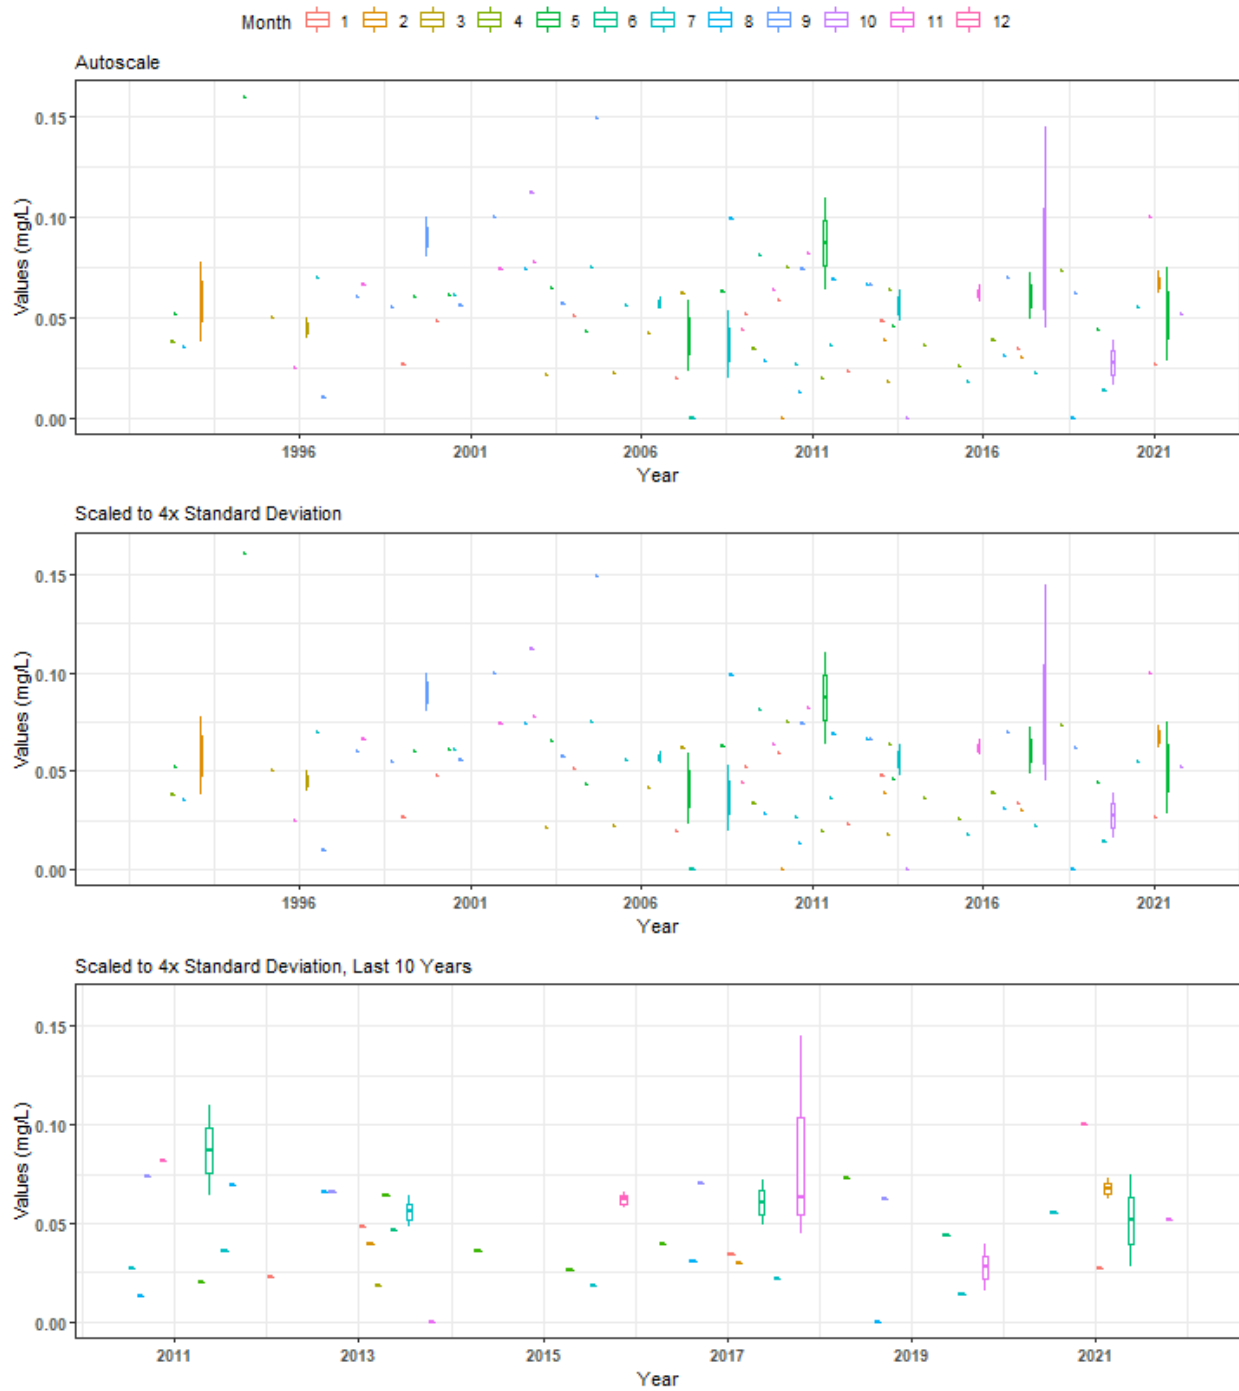 Month 1 2 3 4 5 6 7 8 9 10 11 12
Autoscale
Values (mg/L)
0.15
0.10
0.05
0.00
1996 2001 2006 2011 2016 2021
Year
Scaled to 4x Standard Deviation
Values (mg/L)
0.15
0.10
0.05
0.00
1996 2001 2006 2011 2016 2021
Year
Scaled to 4x Standard Deviation, Last 10 Years
Values (mg/L)
0.15
0.10
0.05
0.00
2011 2013 2015 2017 2019 2021
Year